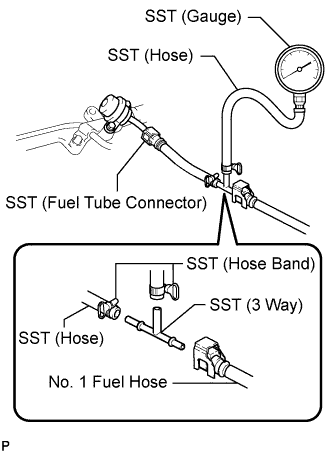 SST (Gauge)
SST (Hose)
SST (Fuel Tube Connector)
SST (Hose Band)
SST (3 Way)
SST (Hose)
No. 1 Fuel Hose
P